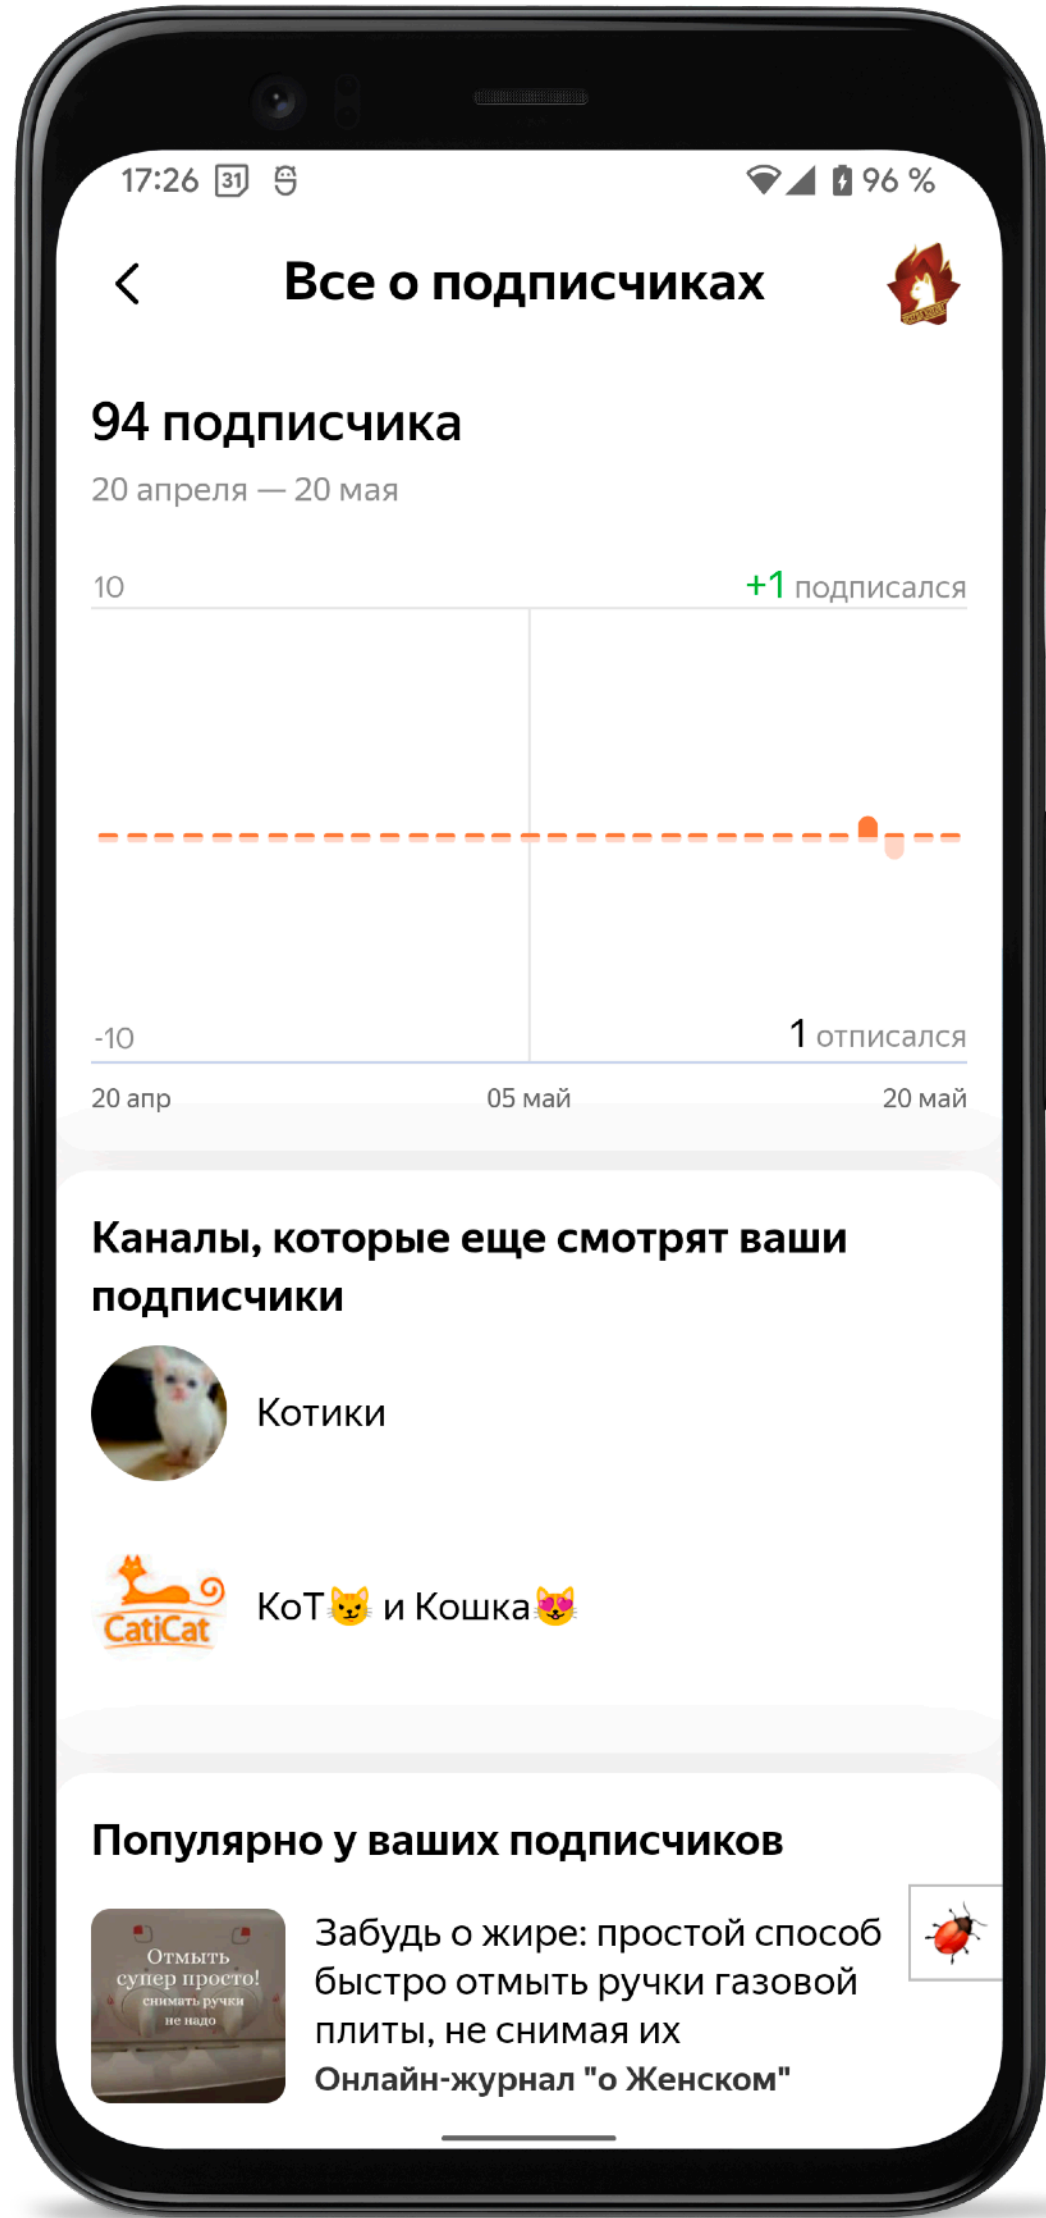 17:26 31 96 %
Все о подписчиках
94 подписчика
20 апреля — 20 мая
10 +1 подписался
-10 1 отписался
20 апр 05 май 20 май
Каналы, которые еще смотрят ваши
подписчики
Котики
CatiCat
КоТ😼 и Кошка😻
Популярно у ваших подписчиков
Отмыть
супер просто!
снимать ручки
не надо
Забудь о жире: простой способ
быстро отмыть ручки газовой
плиты, не снимая их
Онлайн-журнал "о Женском"